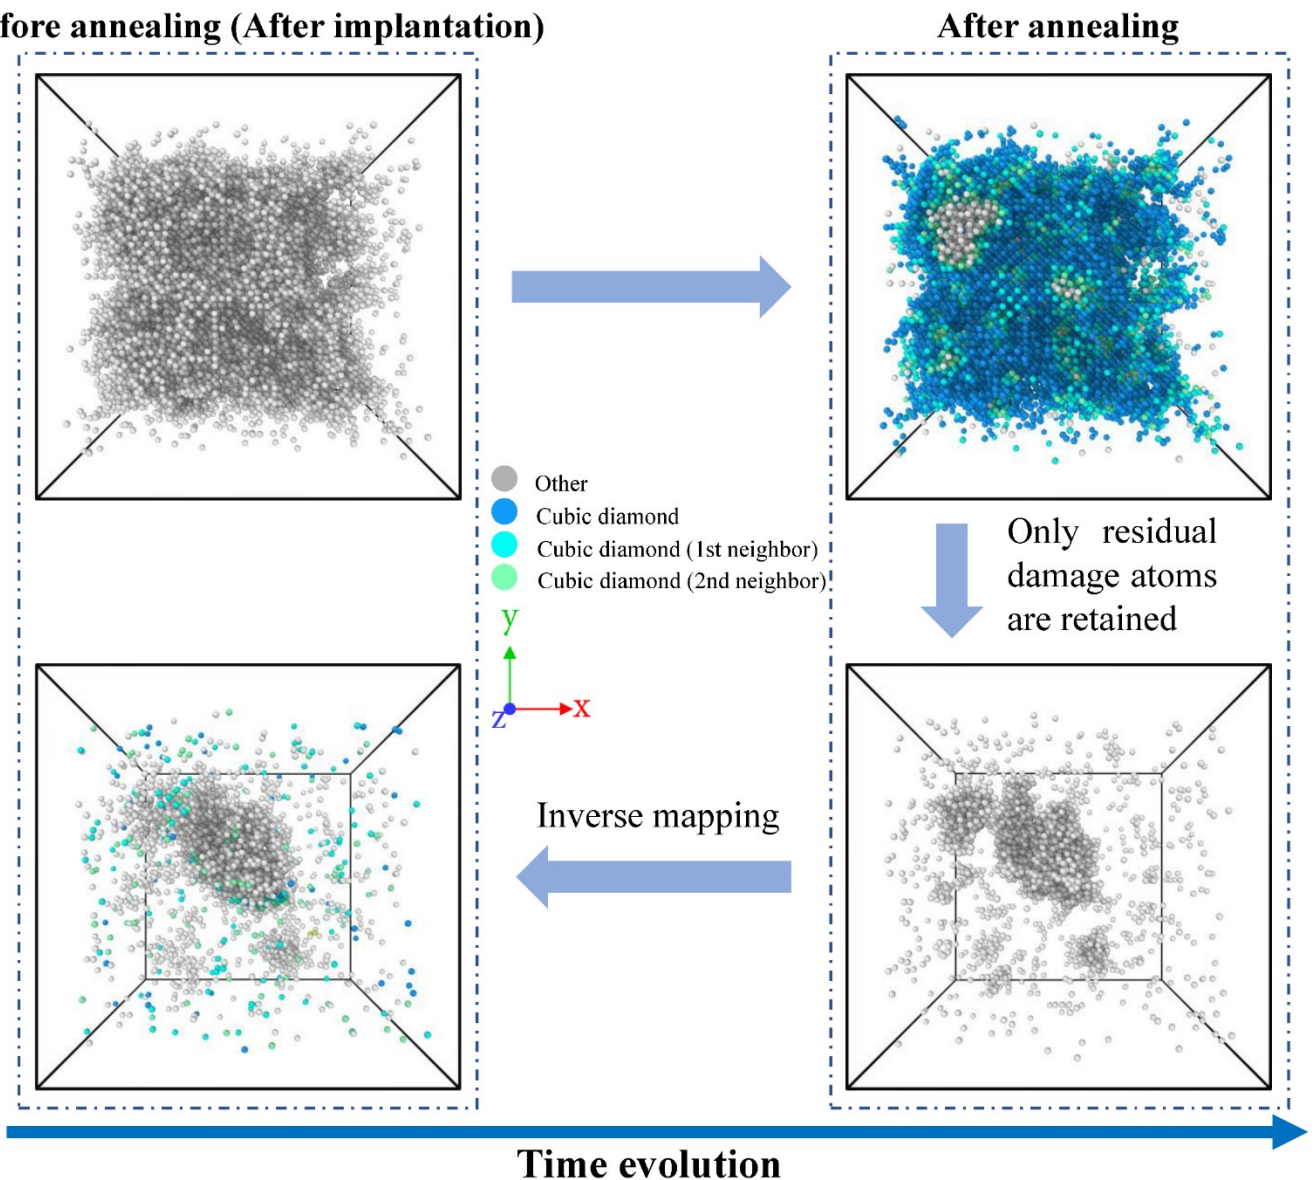 fore annealing (After implantation)
After annealing
Other
Cubic diamond
Cubic diamond (1st neighbor)
Cubic diamond (2nd neighbor)
Only residual
damage atoms
are retained
y
z
x
Inverse mapping
Time evolution